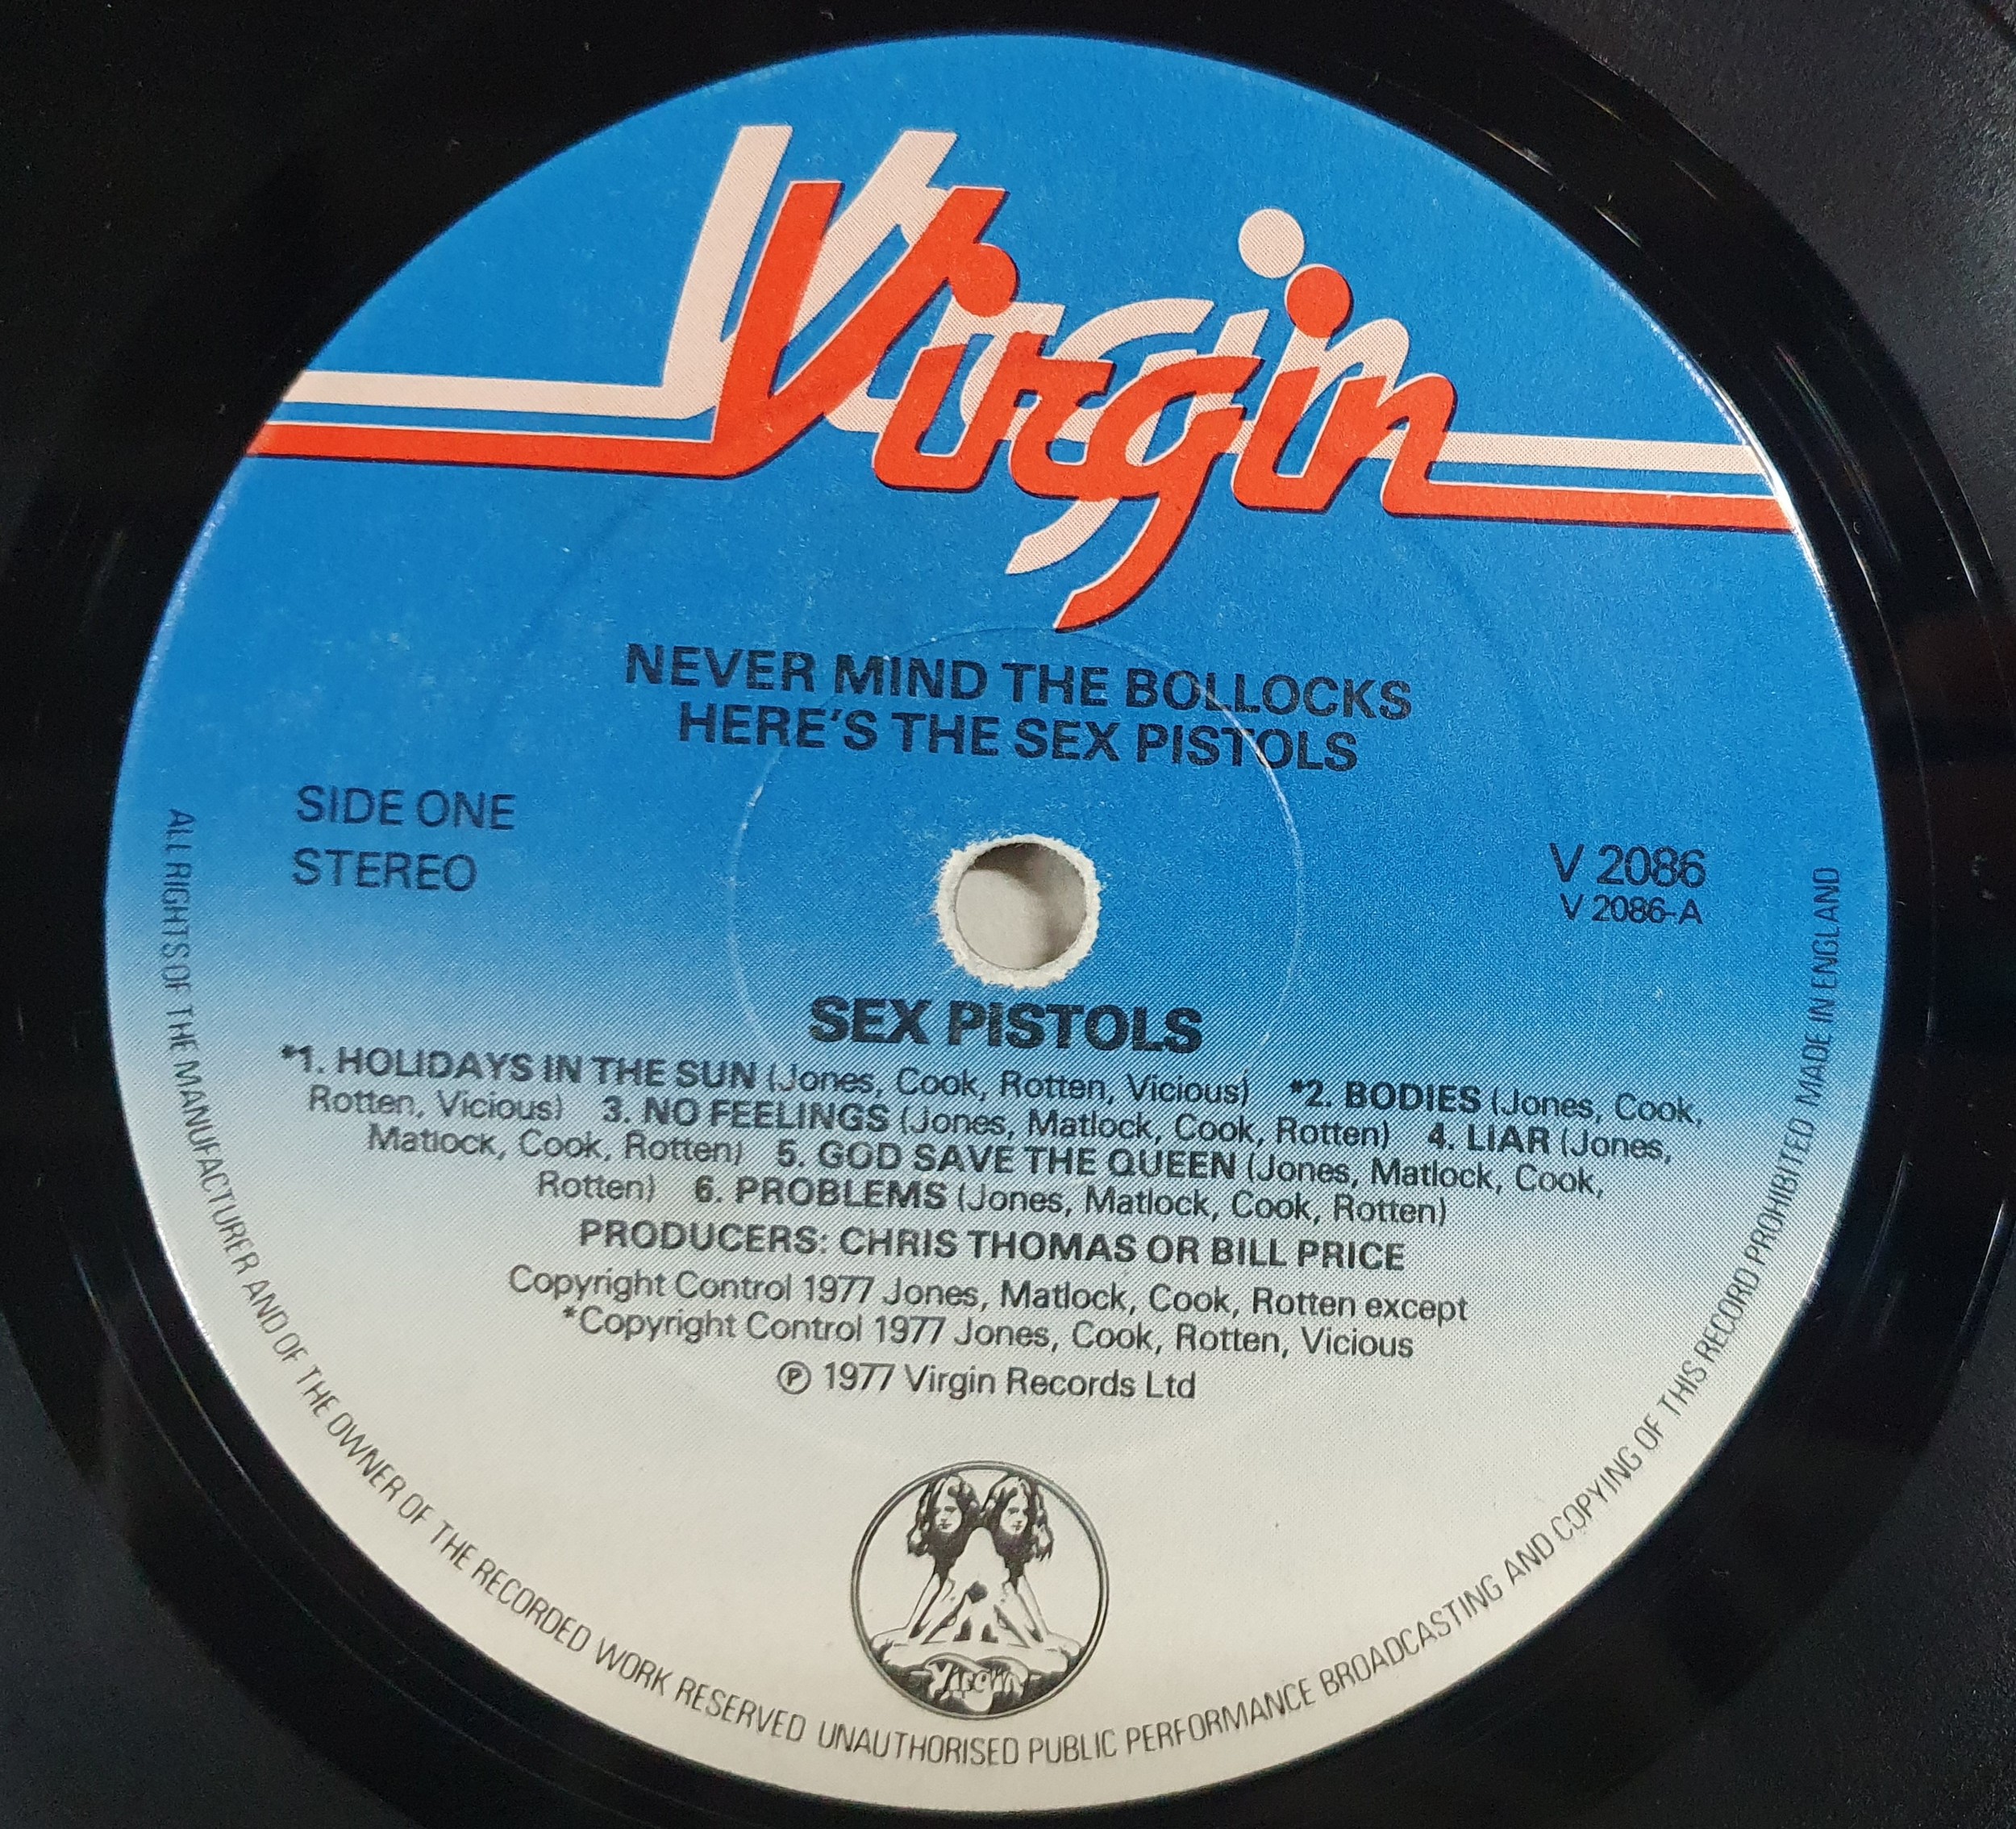 Virgin
NEVER MIND THE BOLLOCKS
HERE'S THE SEX PISTOLS
SIDE ONE
STEREO
V 2086
V 2086-A
SEX PISTOLS
*1. HOLIDAYS IN THE SUN (Jones, Cook, Rotten, Vicious) *2. BODIES (Jones, Cook,
Rotten, Vicious) 3. NO FEELINGS (Jones, Matlock, Cook, Rotten) 4. LIAR (Jones,
Matlock, Cook, Rotten) 5. GOD SAVE THE QUEEN (Jones, Matlock, Cook,
Rotten) 6. PROBLEMS (Jones, Matlock, Cook, Rotten)
PRODUCERS: CHRIS THOMAS OR BILL PRICE
Copyright Control 1977 Jones, Matlock, Cook, Rotten except
*Copyright Control 1977 Jones, Cook, Rotten, Vicious
℗ 1977 Virgin Records Ltd
VIRGIN
ALL RIGHTS OF THE MANUFACTURER AND OF THE OWNER OF THE RECORDED WORK RESERVED UNAUTHORISED PUBLIC PERFORMANCE BROADCASTING AND COPYING OF THIS RECORD PROHIBITED MADE IN ENGLAND